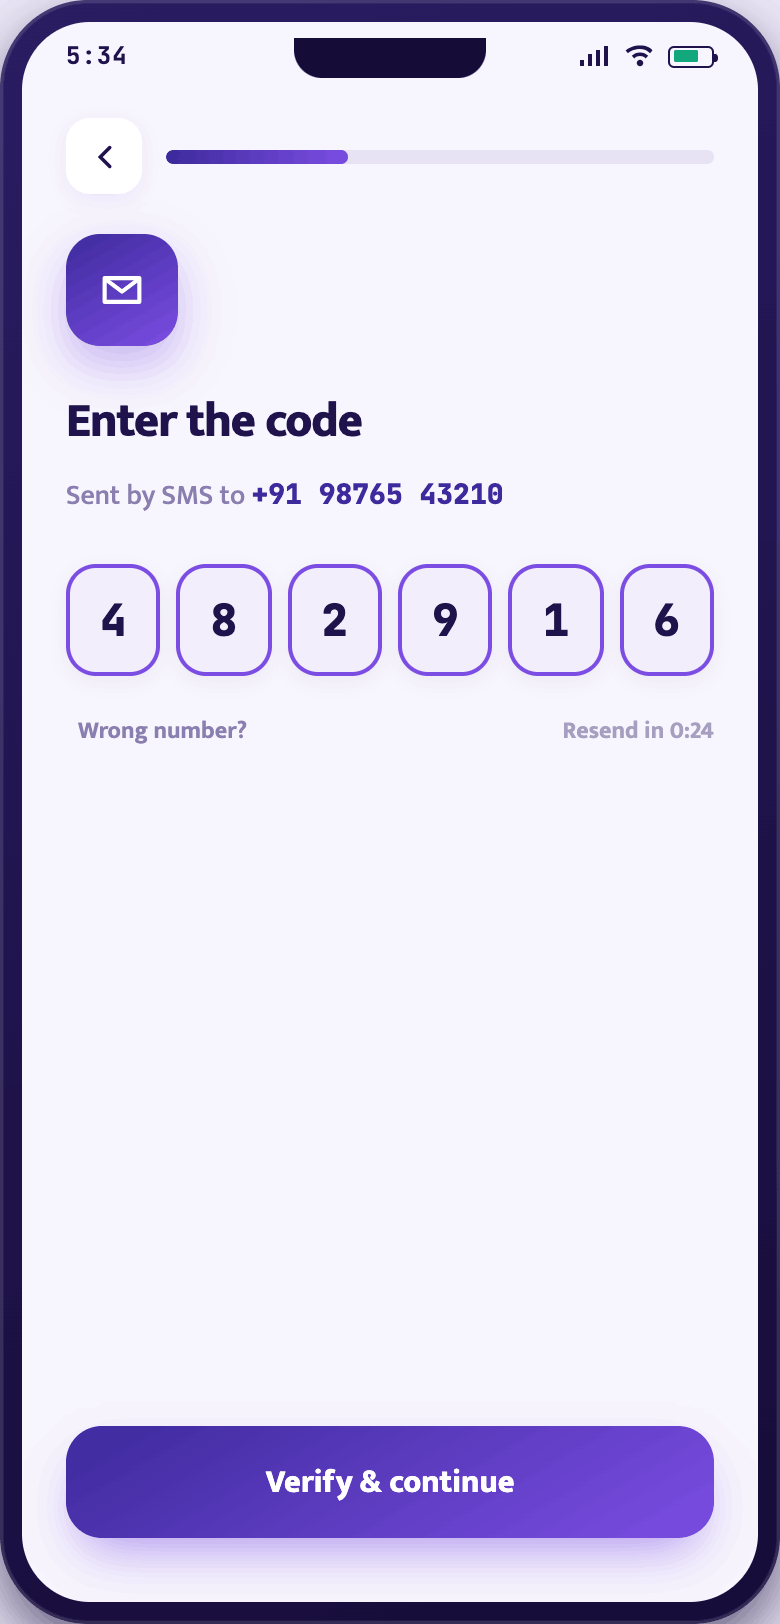 5:34
Enter the code
Sent by SMS to +91 98765 43210
4 8 2 9 1 6
Wrong number? Resend in 0:24
Verify & continue